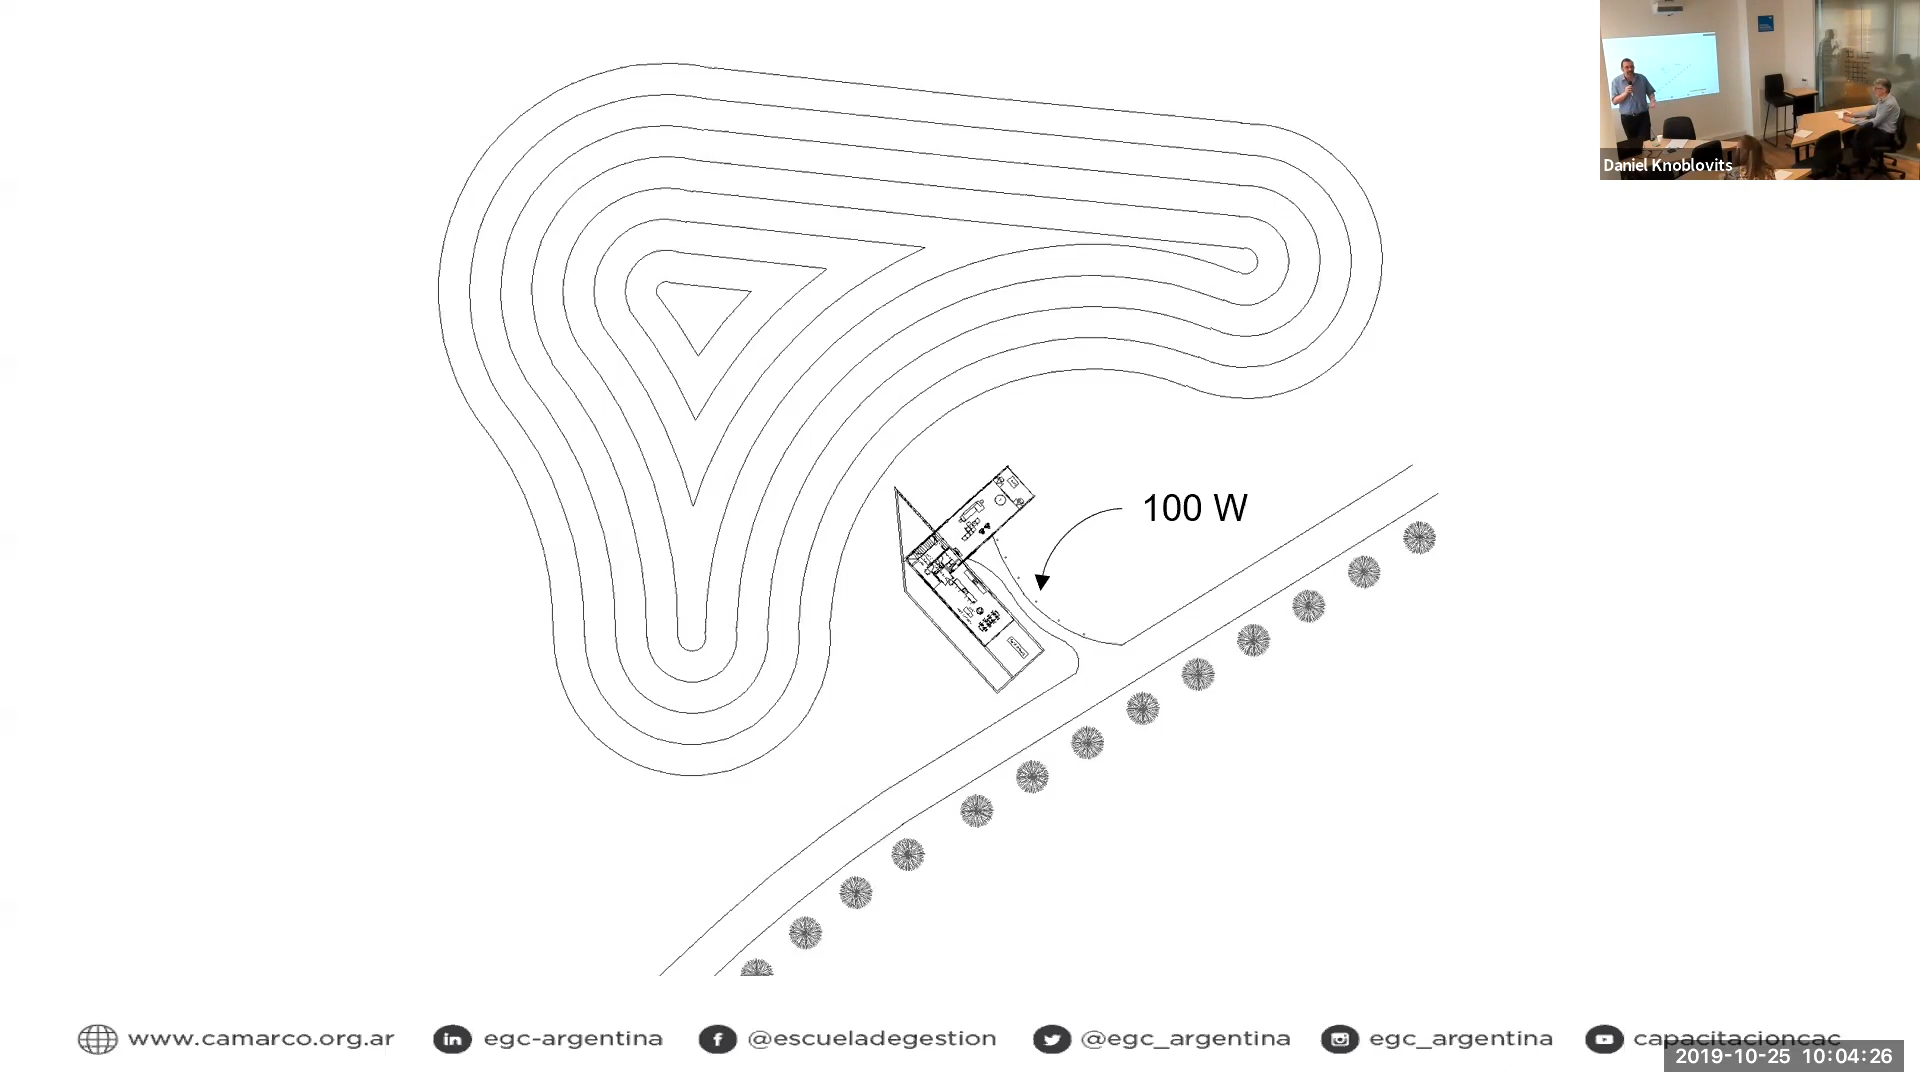 Daniel Knoblovits
100 W
www.camarco.org.ar
egc-argentina
@escueladegestion
@egc_argentina
egc_argentina
capacitacioncac
2019-10-25 10:04:26